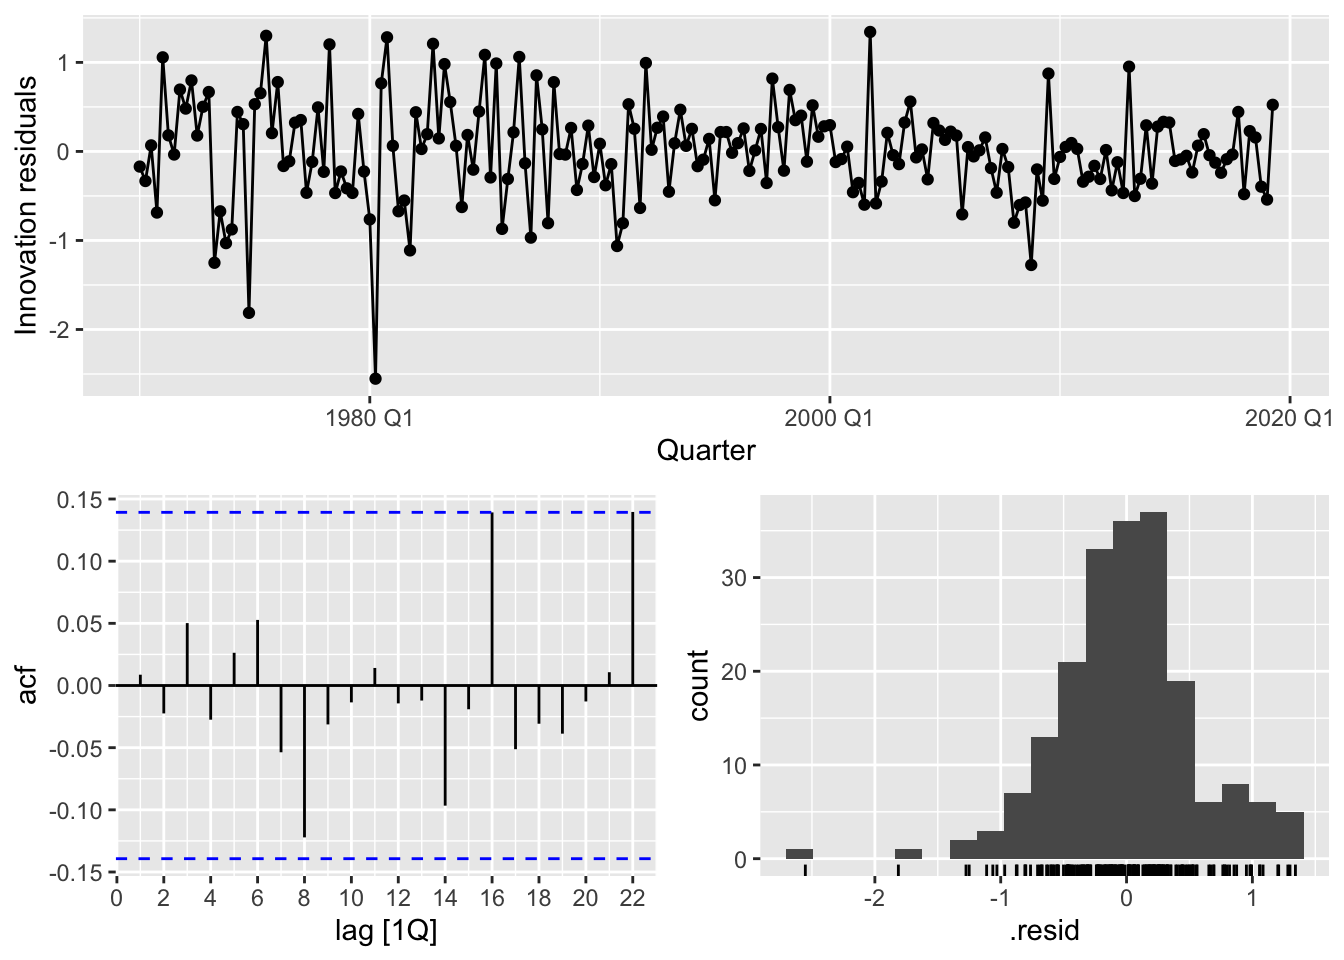 Innovation residuals
1
0
-1
-2
1980 Q1 2000 Q1 2020 Q1
Quarter
acf
0.15
0.10
0.05
0.00
-0.05
-0.10
-0.15
0 2 4 6 8 10 12 14 16 18 20 22
lag [1Q]
count
30
20
10
0
-2 -1 0 1
.resid